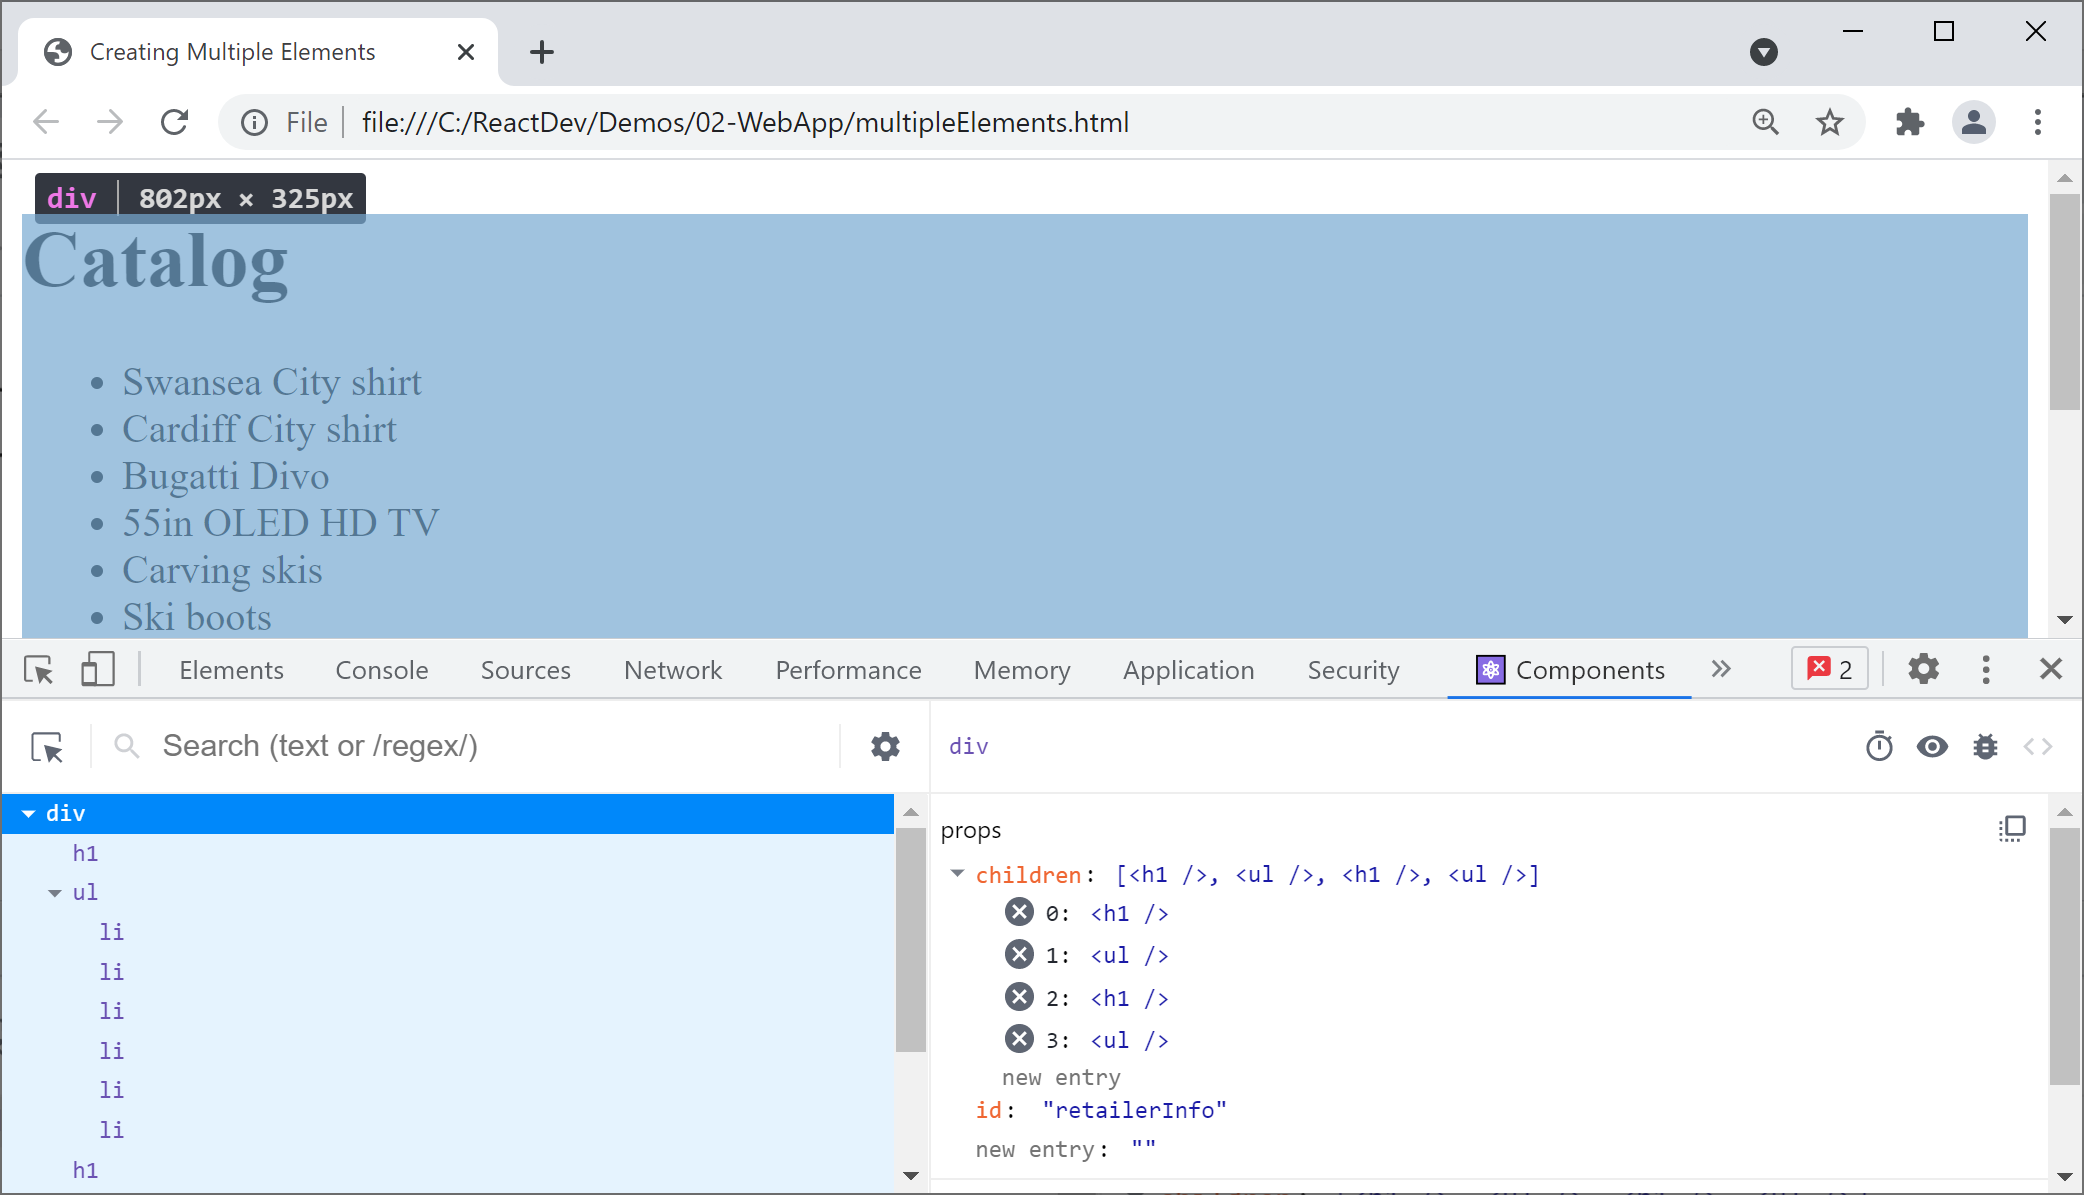 Creating Multiple Elements
File file:///C:/ReactDev/Demos/02-WebApp/multipleElements.html
div 802px × 325px
Catalog
Swansea City shirt
Cardiff City shirt
Bugatti Divo
55in OLED HD TV
Carving skis
Ski boots
Elements Console Sources Network Performance Memory Application Security Components 2
Search (text or /regex/)
div
h1
ul
li
li
li
li
li
li
h1
div
props
children: [<h1 />, <ul />, <h1 />, <ul />]
0: <h1 />
1: <ul />
2: <h1 />
3: <ul />
new entry
id: "retailerInfo"
new entry: ""